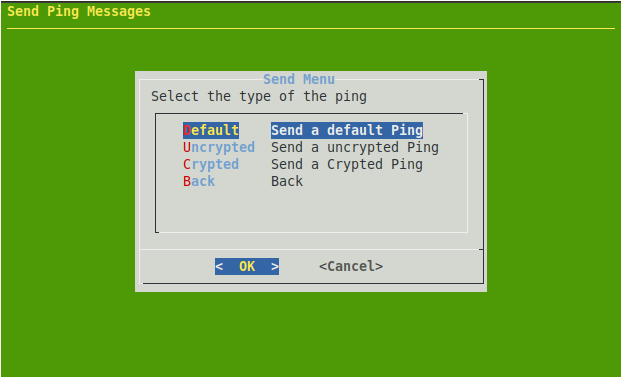 Send Ping Messages
Send Menu
Select the type of the ping
Default Send a default Ping
Uncrypted Send a uncrypted Ping
Crypted Send a Crypted Ping
Back Back
< OK > <Cancel>